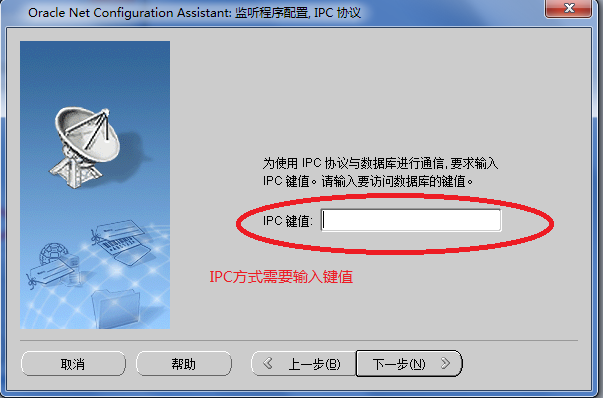 Oracle Net Configuration Assistant: 监听程序配置, IPC 协议
为使用 IPC 协议与数据库进行通信, 要求输入
IPC 键值。请输入要访问数据库的键值。
IPC 键值:
IPC方式需要输入键值
取消 帮助 上一步(B) 下一步(N)